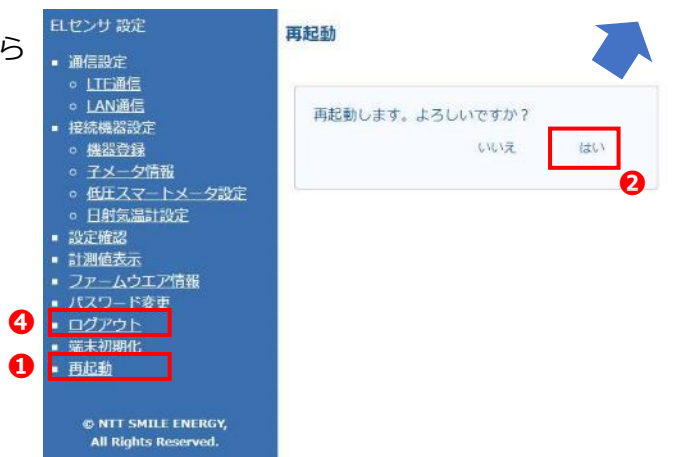 ら
ELセンサ 設定
▪ 通信設定
◦ LTE通信
◦ LAN通信
▪ 接続機器設定
◦ 機器登録
◦ 子メータ情報
◦ 低圧スマートメータ設定
◦ 日射気温計設定
▪ 設定確認
▪ 計測値表示
▪ ファームウエア情報
▪ パスワード変更
❹ ▪ ログアウト
▪ 端末初期化
❶ ▪ 再起動
© NTT SMILE ENERGY,
All Rights Reserved.
再起動
再起動します。よろしいですか？
いいえ はい
❷